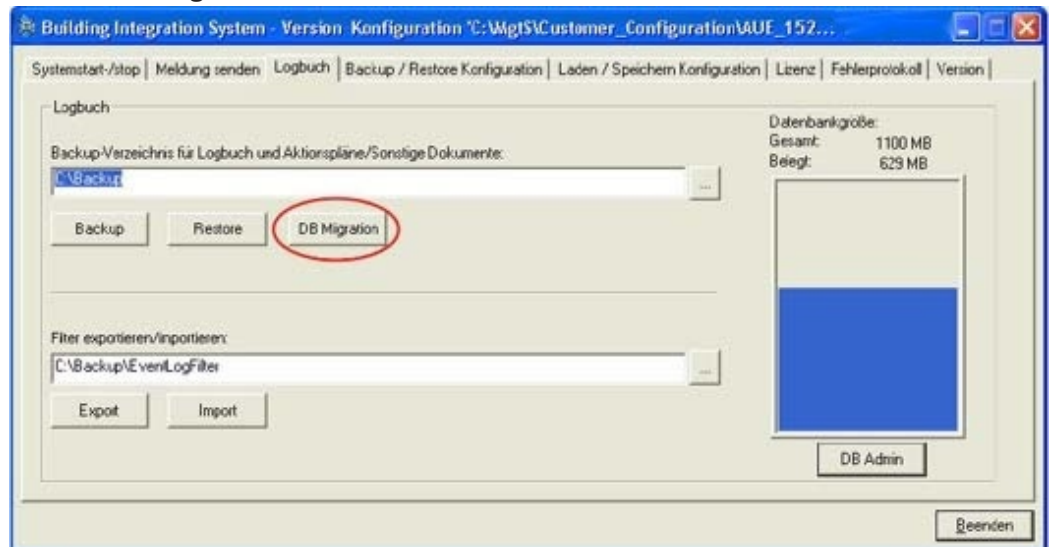 Building Integration System - Version Konfiguration 'C:\MgtS\Customer_Configuration\AUE_152...
Systemstart-/stop | Meldung senden | Logbuch | Backup / Restore Konfiguration | Laden / Speichern Konfiguration | Lizenz | Fehlerprotokoll | Version
Logbuch
Datenbankgröße:
Gesamt: 1100 MB
Belegt: 629 MB
Backup-Verzeichnis für Logbuch und Aktionspläne/Sonstige Dokumente:
C:\Backup
...
Backup Restore DB Migration
Filter exportieren/importieren:
C:\Backup\EventLogFilter
...
Export Import
DB Admin
Beenden